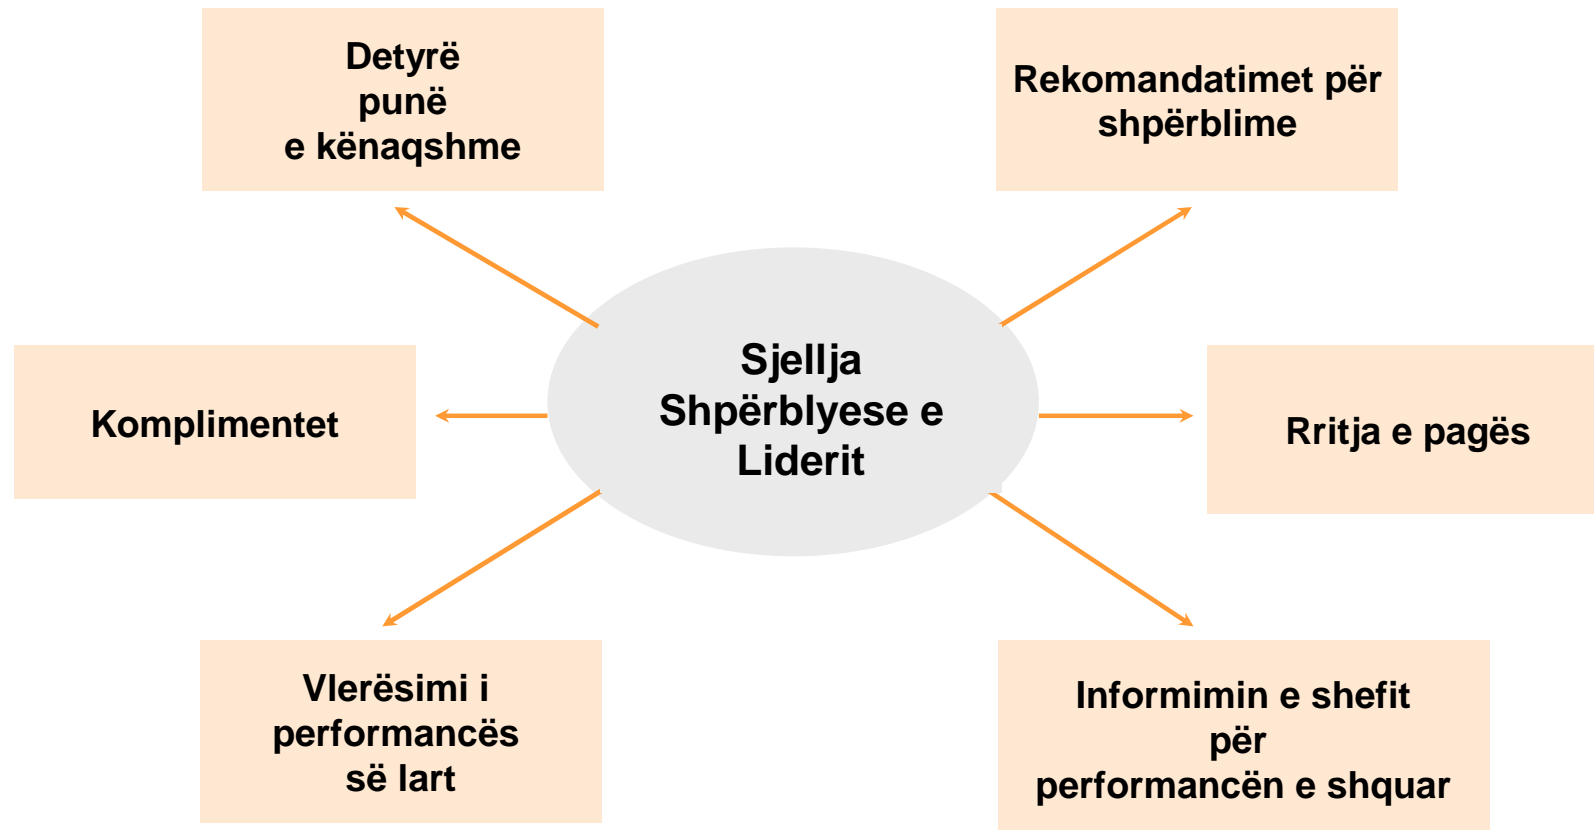 Detyrë
punë
e kënaqshme
Rekomandatimet për
shpërblime
Sjellja
Shpërblyese e
Liderit
Komplimentet
Rritja e pagës
Vlerësimi i
performancës
së lart
Informimin e shefit
për
performancën e shquar